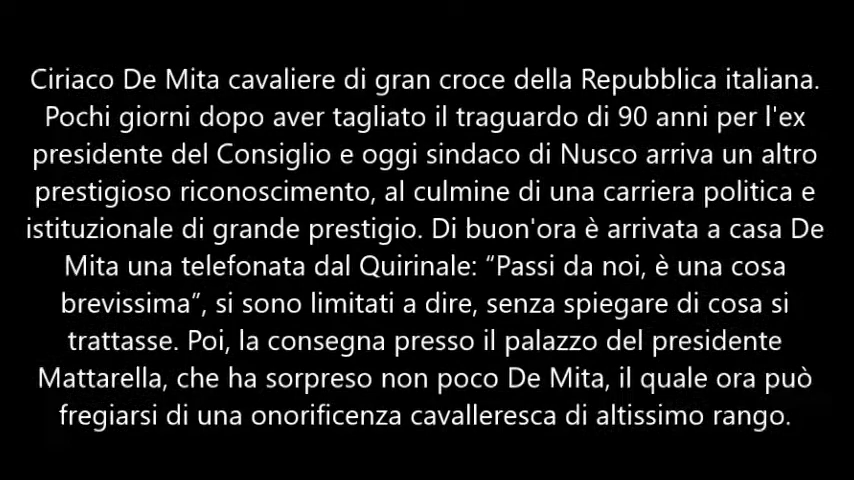 Ciriaco De Mita cavaliere di gran croce della Repubblica italiana.
Pochi giorni dopo aver tagliato il traguardo di 90 anni per l'ex
presidente del Consiglio e oggi sindaco di Nusco arriva un altro
prestigioso riconoscimento, al culmine di una carriera politica e
istituzionale di grande prestigio. Di buon'ora è arrivata a casa De
Mita una telefonata dal Quirinale: “Passi da noi, è una cosa
brevissima”, si sono limitati a dire, senza spiegare di cosa si
trattasse. Poi, la consegna presso il palazzo del presidente
Mattarella, che ha sorpreso non poco De Mita, il quale ora può
fregiarsi di una onorificenza cavalleresca di altissimo rango.